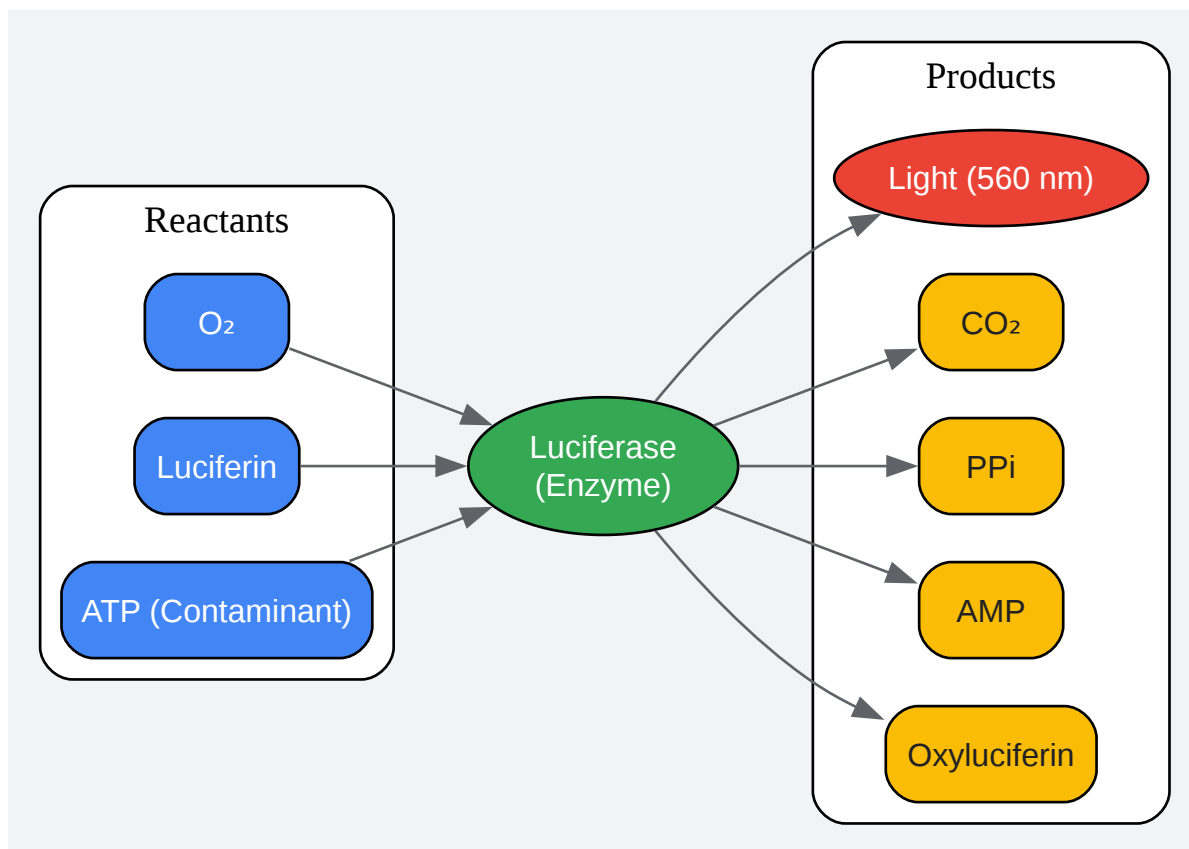 Reactants
O₂
Luciferin
ATP (Contaminant)
Luciferase
(Enzyme)
Products
Light (560 nm)
CO₂
PPi
AMP
Oxyluciferin